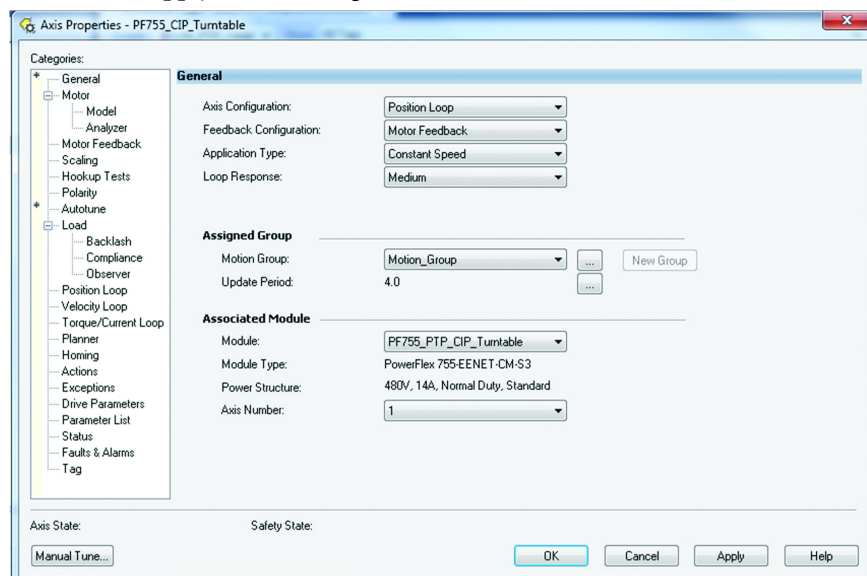 Axis Properties - PF755_CIP_Turntable
X
Categories:
* General
Motor
Model
Analyzer
Motor Feedback
Scaling
Hookup Tests
Polarity
* Autotune
Load
Backlash
Compliance
Observer
Position Loop
Velocity Loop
Torque/Current Loop
Planner
Homing
Actions
Exceptions
Drive Parameters
Parameter List
Status
Faults & Alarms
Tag
General
Axis Configuration: Position Loop
Feedback Configuration: Motor Feedback
Application Type: Constant Speed
Loop Response: Medium
Assigned Group
Motion Group: Motion_Group ... New Group
Update Period: 4.0 ...
Associated Module
Module: PF755_PTP_CIP_Turntable
Module Type: PowerFlex 755-EENET-CM-S3
Power Structure: 480V, 14A, Normal Duty, Standard
Axis Number: 1
Axis State: Safety State:
Manual Tune... OK Cancel Apply Help